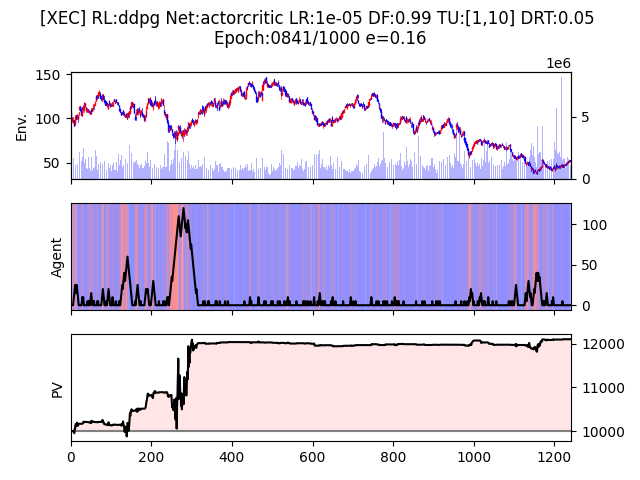 [XEC] RL:ddpg Net:actorcritic LR:1e-05 DF:0.99 TU:[1,10] DRT:0.05
Epoch:0841/1000 e=0.16
1e6
150
100
50
Env.
5
0
Agent
100
50
0
PV
12000
11000
10000
0 200 400 600 800 1000 1200